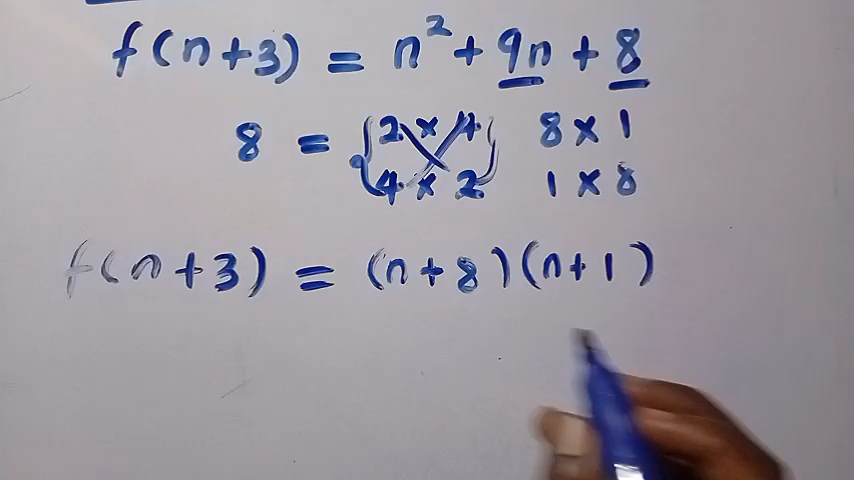 f(n+3) = n² + 9n + 8
8 = {2 × 4 8 × 1
4 × 2} 1 × 8
f(n+3) = (n+8)(n+1)